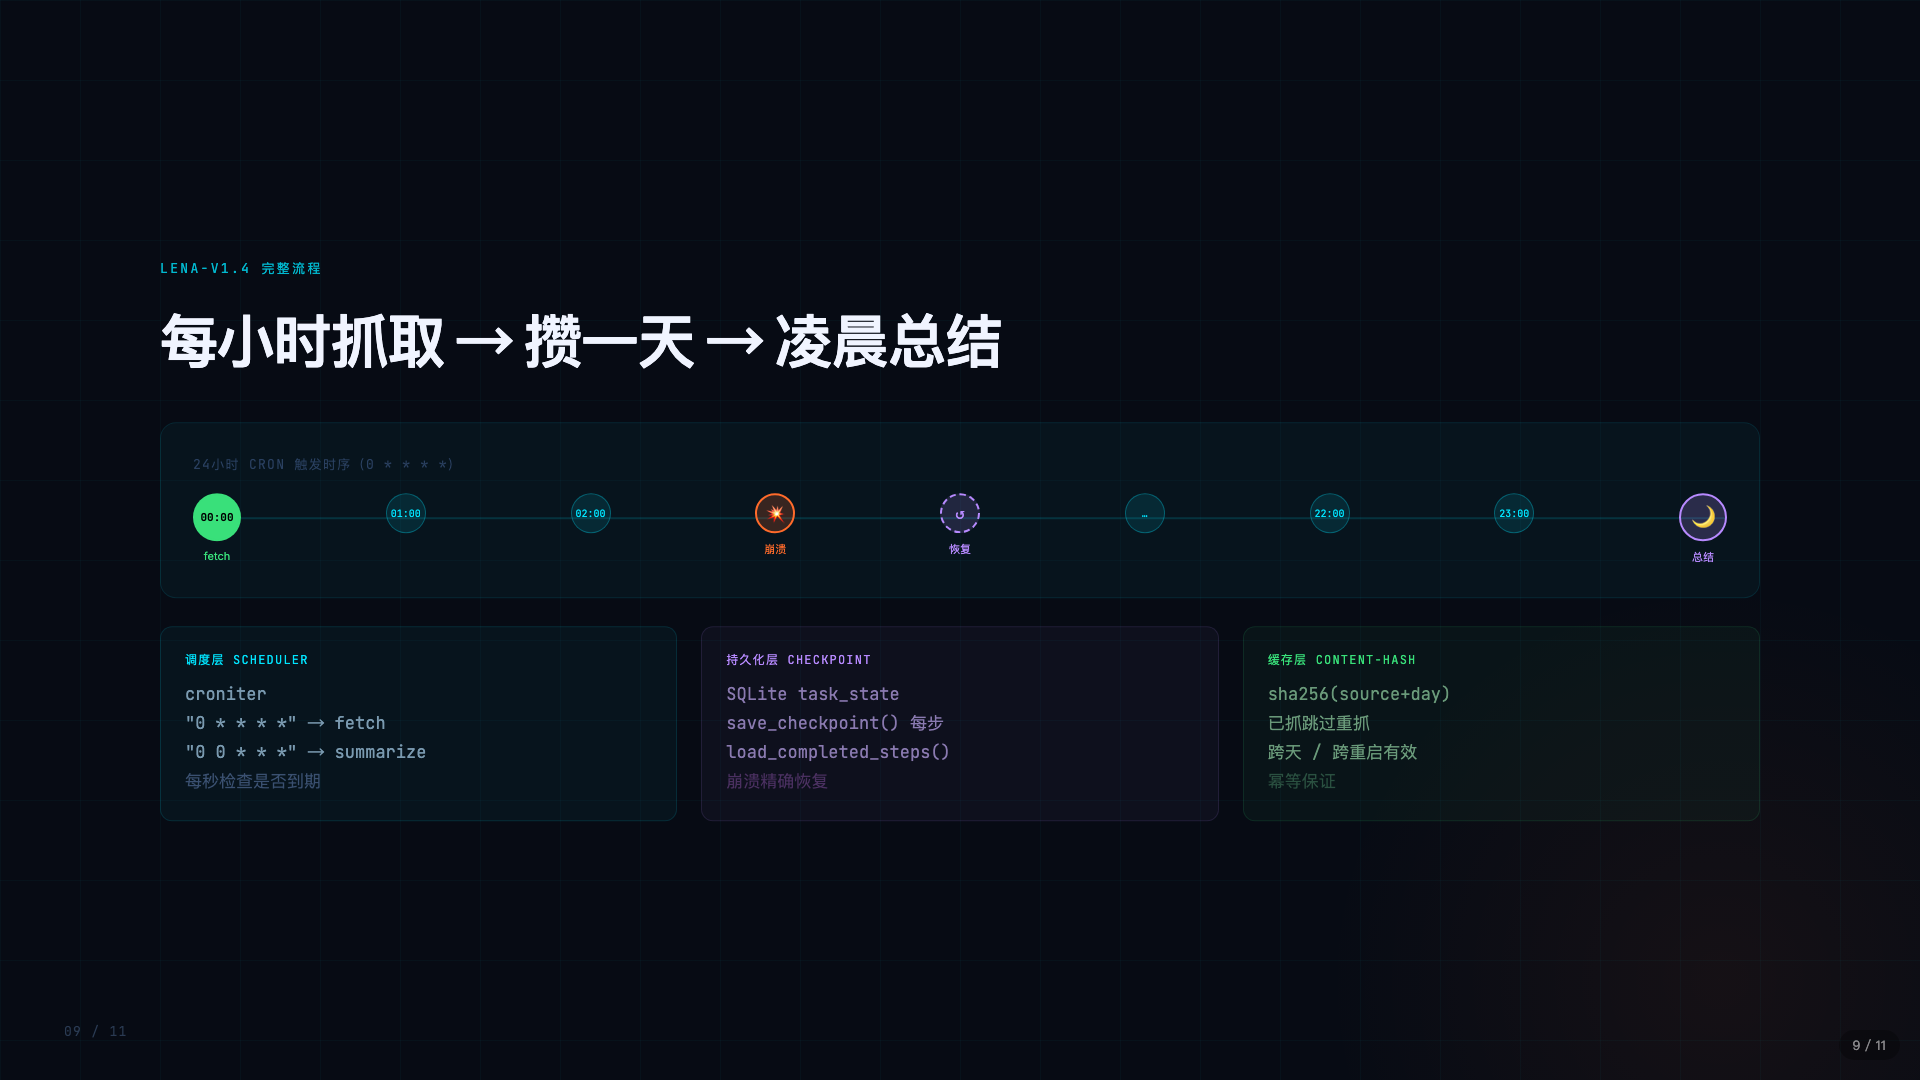 LENA-V1.4 完整流程
每小时抓取 → 攒一天 → 凌晨总结
24小时 CRON 触发时序 (0 * * * *)
00:00
01:00
02:00
…
22:00
23:00
fetch
崩溃
↺
恢复
总结
调度层 SCHEDULER
croniter
"0 * * * *" → fetch
"0 0 * * *" → summarize
每秒检查是否到期
持久化层 CHECKPOINT
SQLite task_state
save_checkpoint() 每步
load_completed_steps()
崩溃精确恢复
缓存层 CONTENT-HASH
sha256(source+day)
已抓跳过重抓
跨天 / 跨重启有效
幂等保证
09 / 11
9 / 11